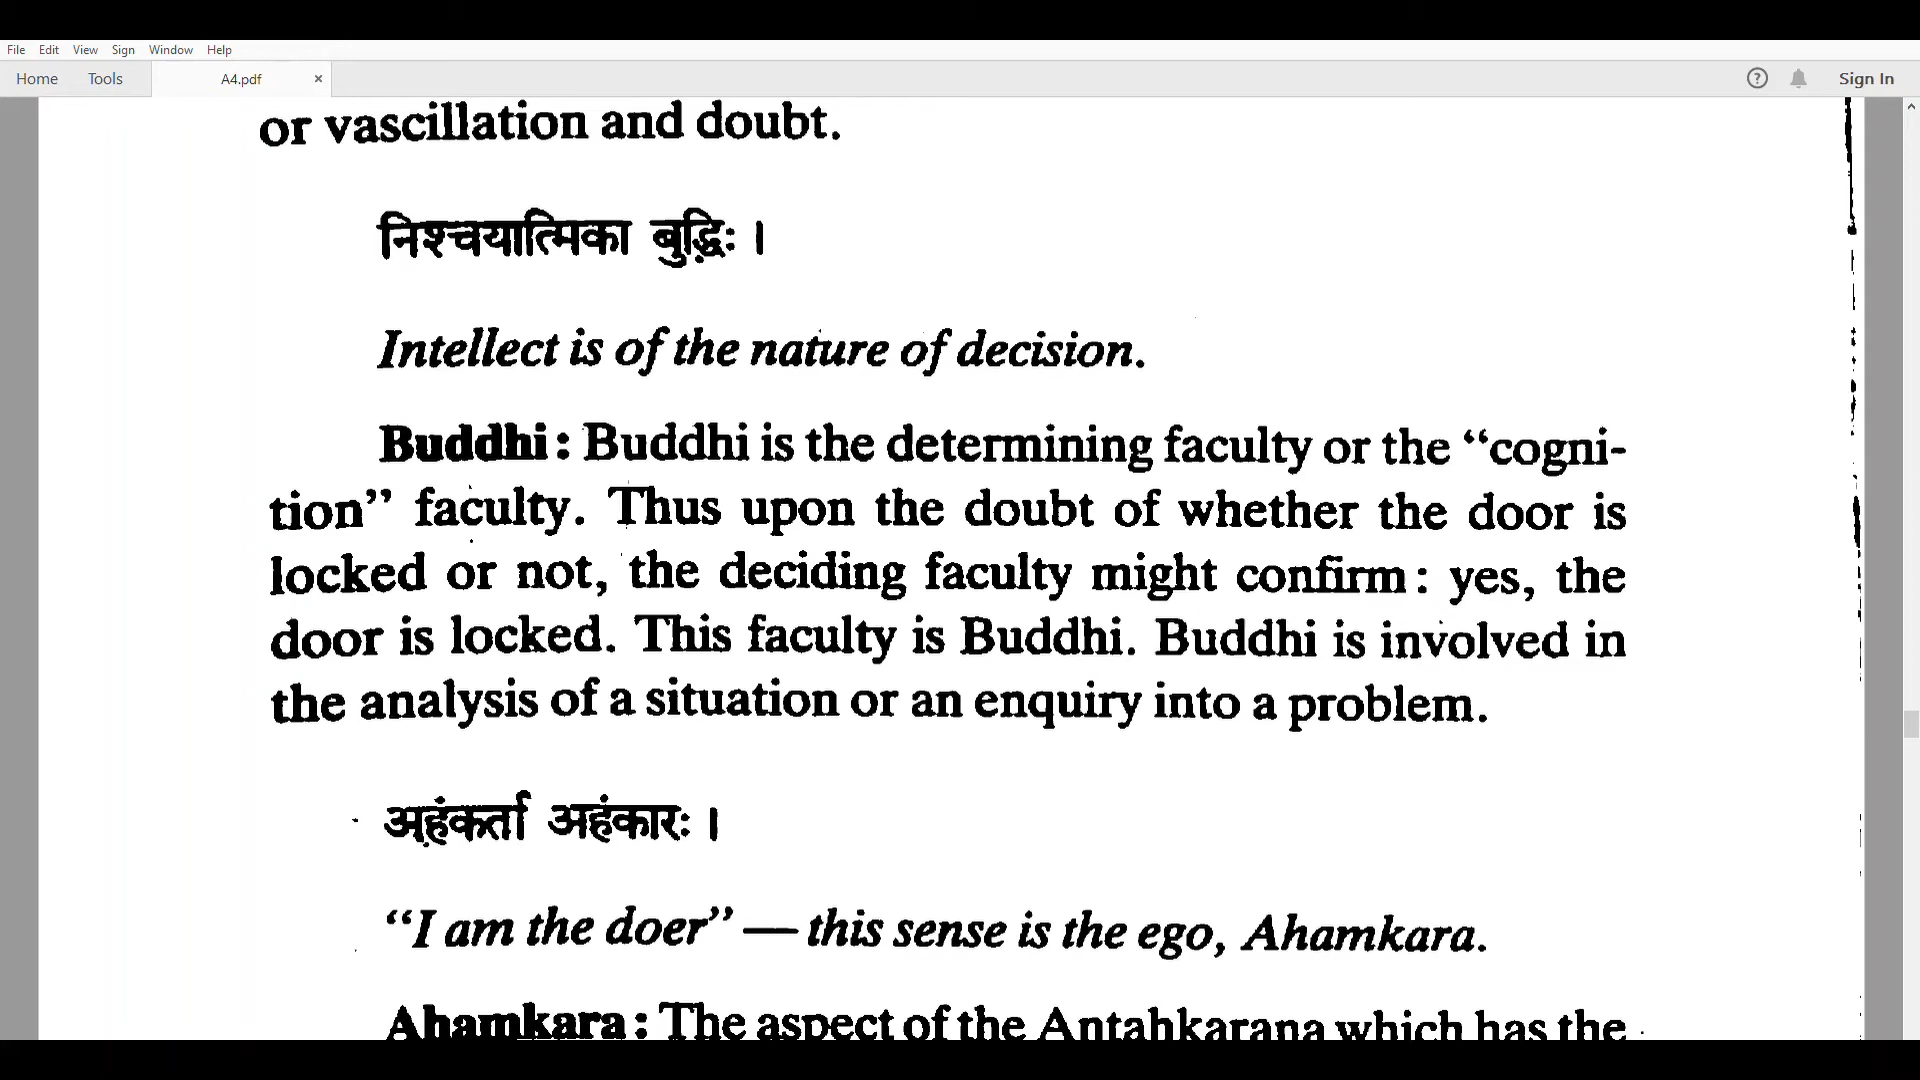 File Edit View Sign Window Help
Home Tools A4.pdf × ? Sign In
or vascillation and doubt.
निश्चयात्मिका बुद्धिः ।
Intellect is of the nature of decision.
Buddhi: Buddhi is the determining faculty or the “cogni-
tion” faculty. Thus upon the doubt of whether the door is
locked or not, the deciding faculty might confirm: yes, the
door is locked. This faculty is Buddhi. Buddhi is involved in
the analysis of a situation or an enquiry into a problem.
अहंकर्ता अहंकारः ।
“I am the doer” — this sense is the ego, Ahamkara.
Ahamkara: The aspect of the Antahkarana which has the